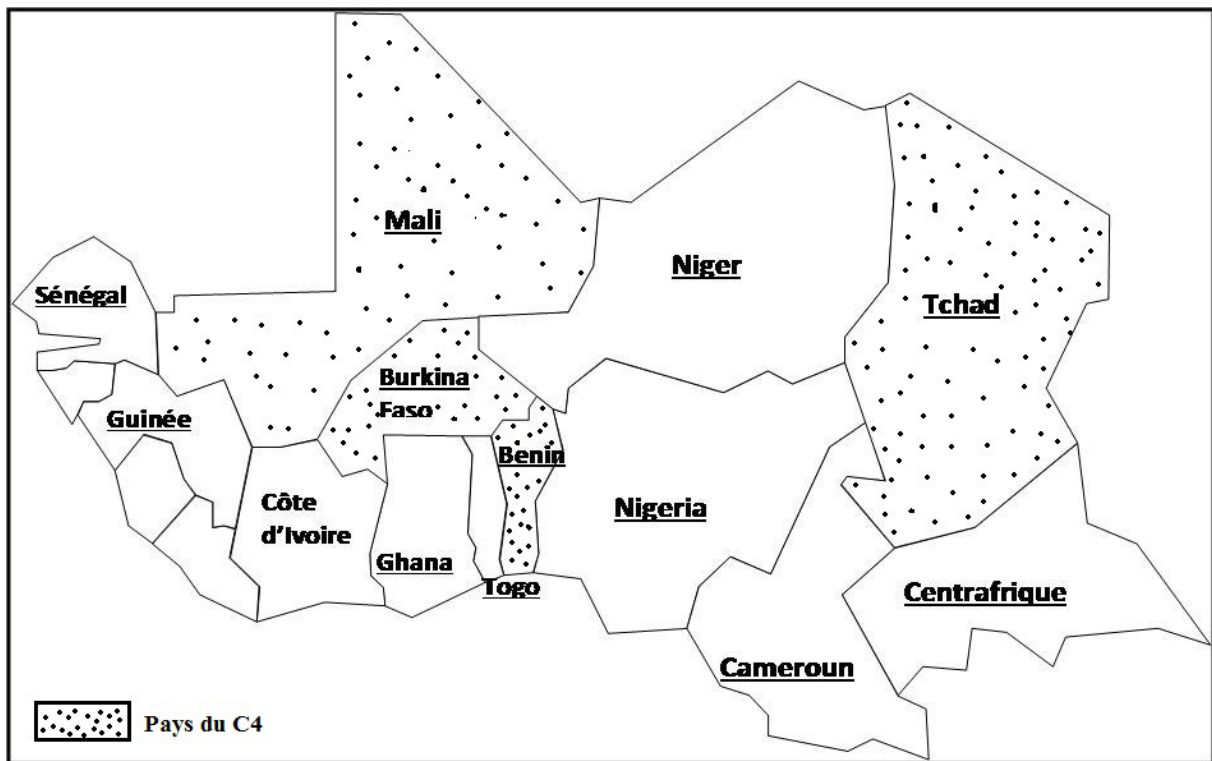 Mali
Niger
Sénégal
Tchad
Burkina
Faso
Guinée
Benin
Côte
d'Ivoire
Nigeria
Ghana
Togo
Centrafrique
Cameroun
Pays du C4